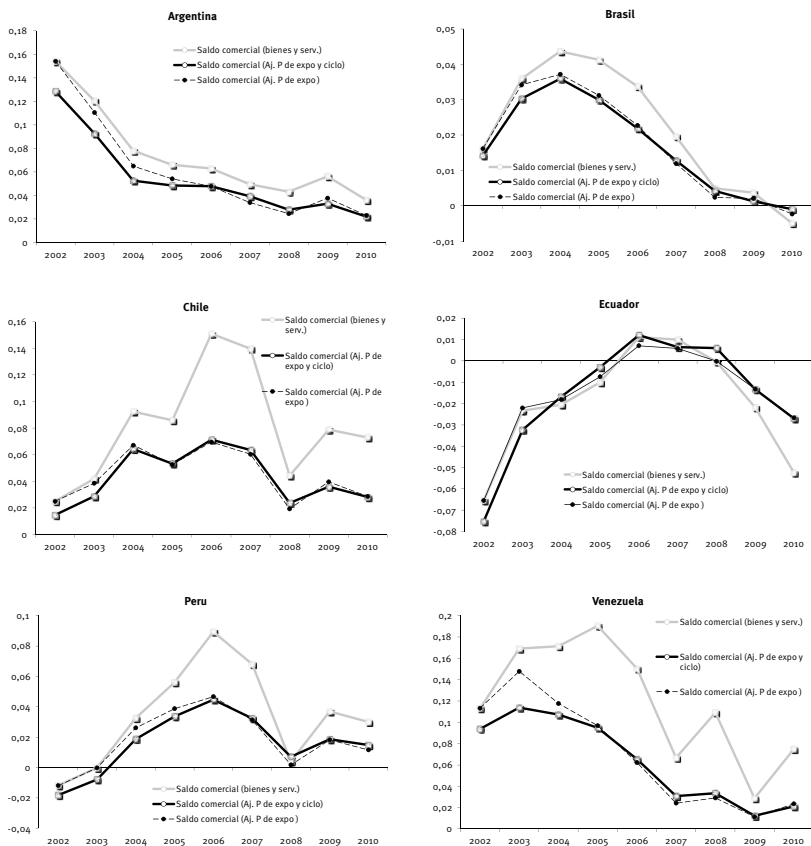 Argentina
0,18
0,16
0,14
0,12
0,1
0,08
0,06
0,04
0,02
0
Saldo comercial (bienes y serv.)
Saldo comercial (Aj. P de expo y ciclo)
Saldo comercial (Aj. P de expo )
2002 2003 2004 2005 2006 2007 2008 2009 2010
Brasil
0,05
0,04
0,03
0,02
0,01
0
-0,01
Saldo comercial (bienes y serv.)
Saldo comercial (Aj. P de expo y ciclo)
Saldo comercial (Aj. P de expo )
2002 2003 2004 2005 2006 2007 2008 2009 2010
Chile
0,16
0,14
0,12
0,1
0,08
0,06
0,04
0,02
0
Saldo comercial (bienes y
serv.)
Saldo comercial (Aj. P de
expo y ciclo)
Saldo comercial (Aj. P de
expo )
2002 2003 2004 2005 2006 2007 2008 2009 2010
Ecuador
0,02
0,01
0
-0,01
-0,02
-0,03
-0,04
-0,05
-0,06
-0,07
-0,08
Saldo comercial (bienes y serv.)
Saldo comercial (Aj. P de expo y ciclo)
Saldo comercial (Aj. P de expo )
2002 2003 2004 2005 2006 2007 2008 2009 2010
Peru
0,1
0,08
0,06
0,04
0,02
0
-0,02
-0,04
Saldo comercial (bienes y serv.)
Saldo comercial (Aj. P de expo y ciclo)
Saldo comercial (Aj. P de expo )
2002 2003 2004 2005 2006 2007 2008 2009 2010
Venezuela
0,2
0,18
0,16
0,14
0,12
0,1
0,08
0,06
0,04
0,02
0
Saldo comercial (bienes y serv.)
Saldo comercial (Aj. P de expo y
ciclo)
Saldo comercial (Aj. P de expo )
2002 2003 2004 2005 2006 2007 2008 2009 2010